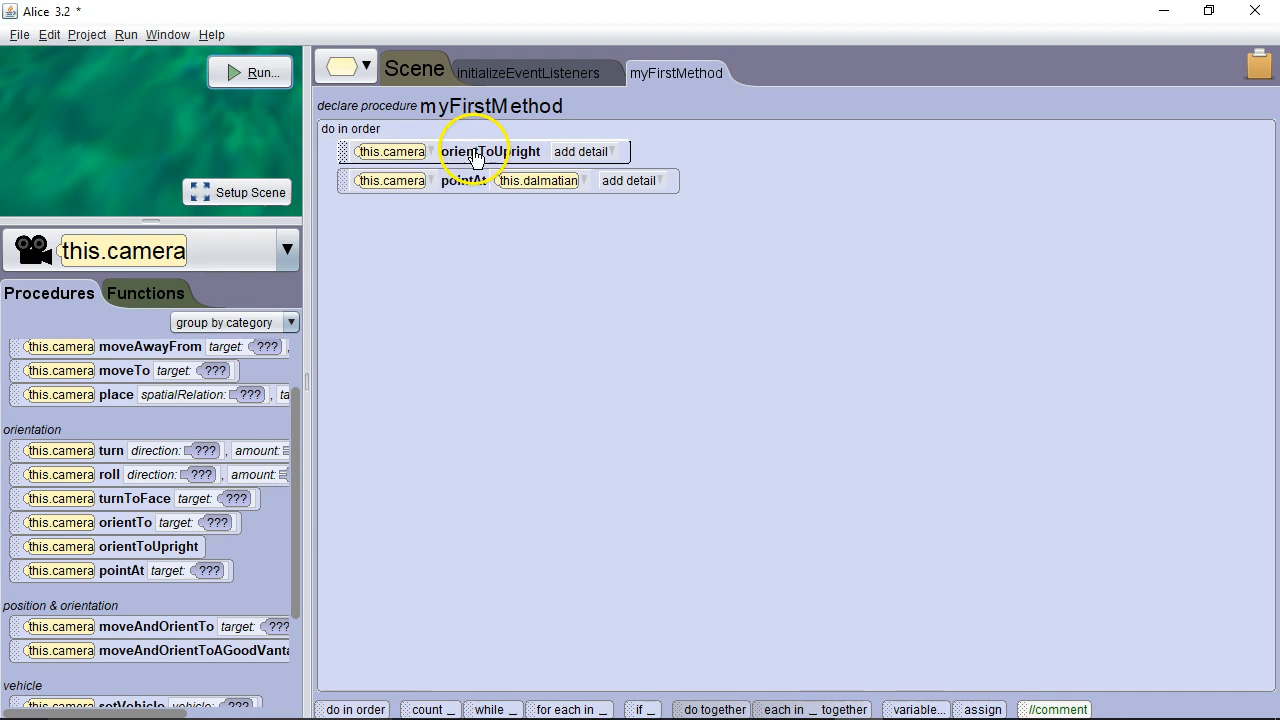 Alice 3.2 *
File Edit Project Run Window Help
Run...
Setup Scene
Scene initializeEventListeners myFirstMethod
declare procedure myFirstMethod
do in order
this.camera orientToUpright add detail
this.camera pointAt this.dalmatian add detail
this.camera
Procedures Functions
group by category
this.camera moveAwayFrom target: ??? ,
this.camera moveTo target: ???
this.camera place spatialRelation: ??? , ta
orientation
this.camera turn direction: ??? , amount:
this.camera roll direction: ??? , amount:
this.camera turnToFace target: ???
this.camera orientTo target: ???
this.camera orientToUpright
this.camera pointAt target: ???
position & orientation
this.camera moveAndOrientTo target: ???
this.camera moveAndOrientToAGoodVanta
vehicle
this.camera setVehicle vehicle: ???
do in order count _ while _ for each in _ if _ do together each in _ together variable... assign //comment